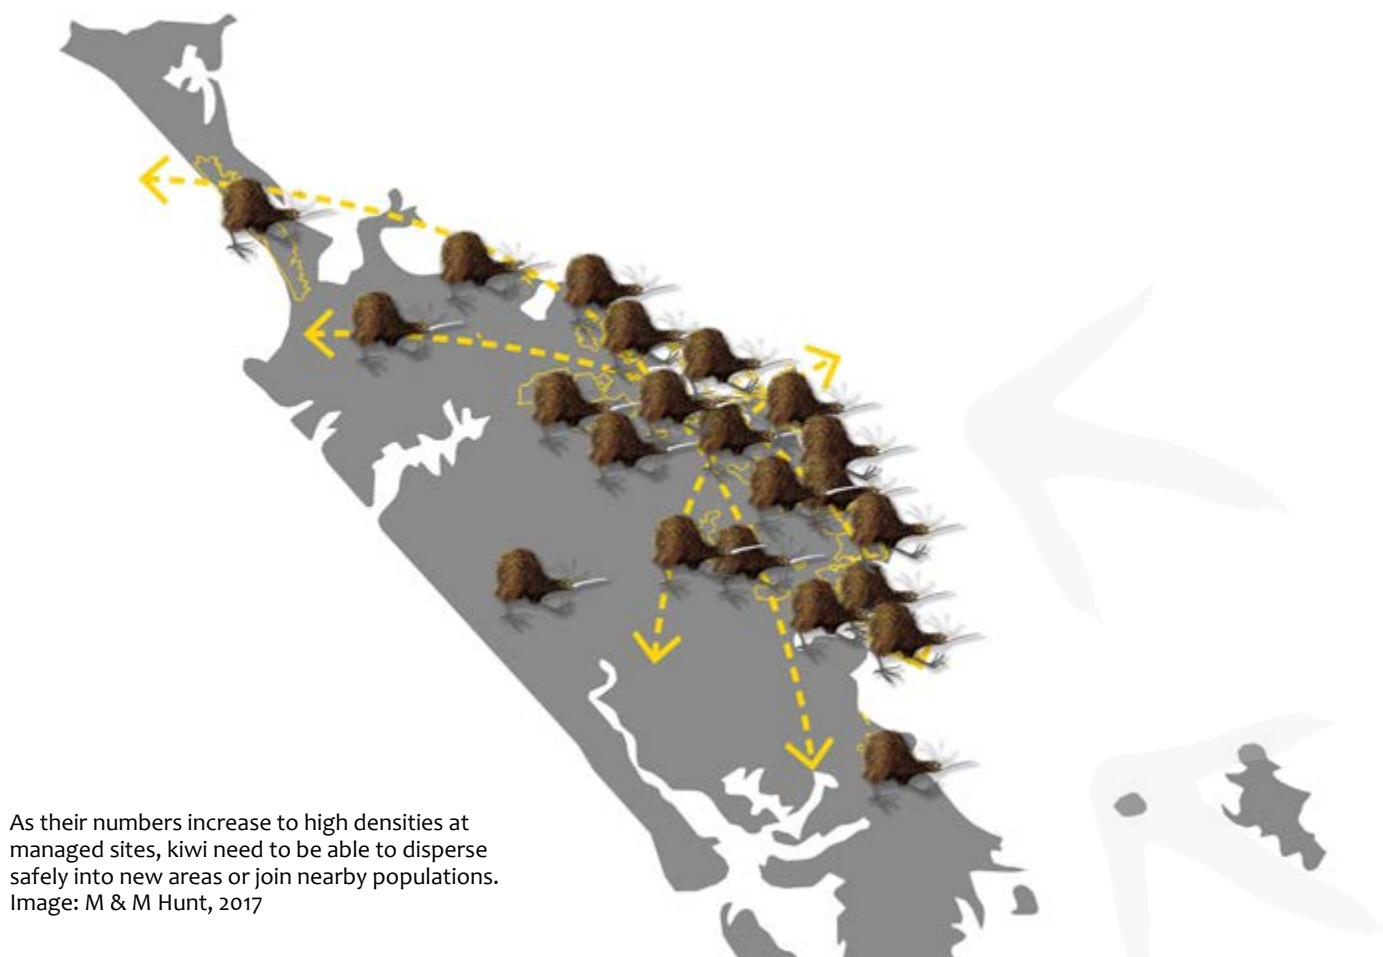 As their numbers increase to high densities at
managed sites, kiwi need to be able to disperse
safely into new areas or join nearby populations.
Image: M & M Hunt, 2017